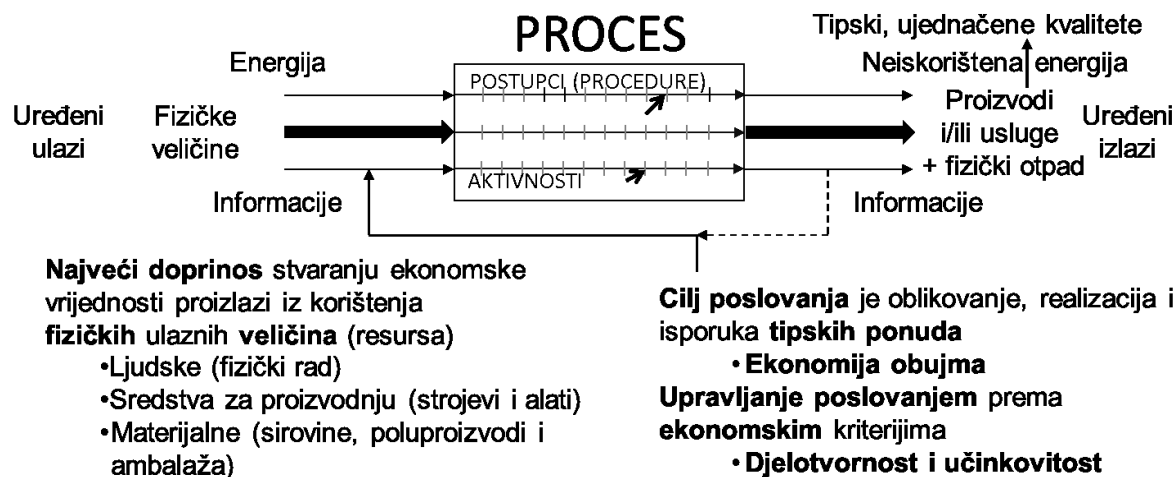 PROCES
Tipski, ujednačene kvalitete
Energija
Neiskorištena energija
POSTUPCI (PROCEDURE)
Uređeni ulazi
Fizičke veličine
Proizvodi
i/ili usluge
+ fizički otpad
Uređeni izlazi
AKTIVNOSTI
Informacije
Informacije
Najveći doprinos stvaranju ekonomske
vrijednosti proizlazi iz korištenja
fizičkih ulaznih veličina (resursa)
•Ljudske (fizički rad)
•Sredstva za proizvodnju (strojevi i alati)
•Materijalne (sirovine, poluproizvodi i
ambalaža)
Cilj poslovanja je oblikovanje, realizacija i
isporuka tipskih ponuda
•Ekonomija obujma
Upravljanje poslovanjem prema
ekonomskim kriterijima
•Djelotvornost i učinkovitost